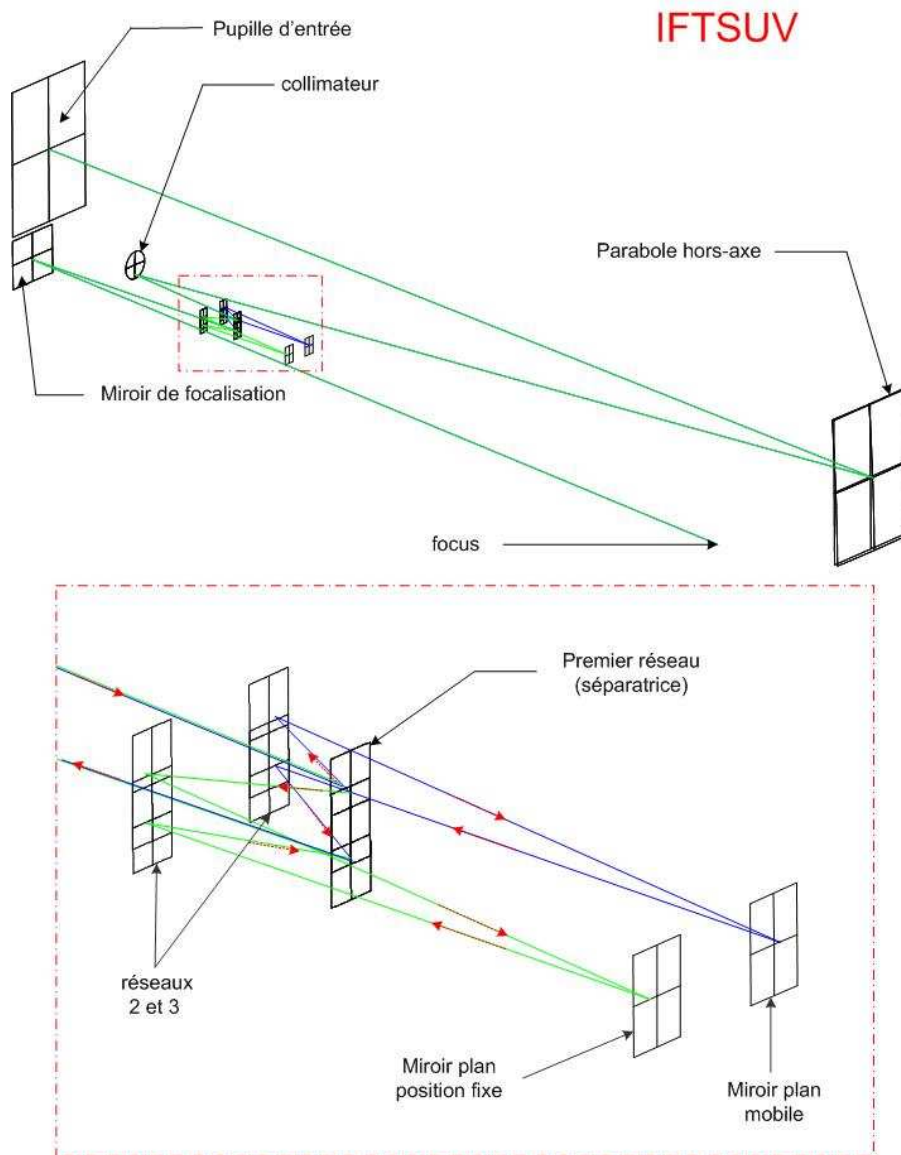 IFTSUV
Pupille d'entrée
collimateur
Parabole hors-axe
Miroir de focalisation
focus
Premier réseau
(séparatrice)
réseaux
2 et 3
Miroir plan
position fixe
Miroir plan
mobile